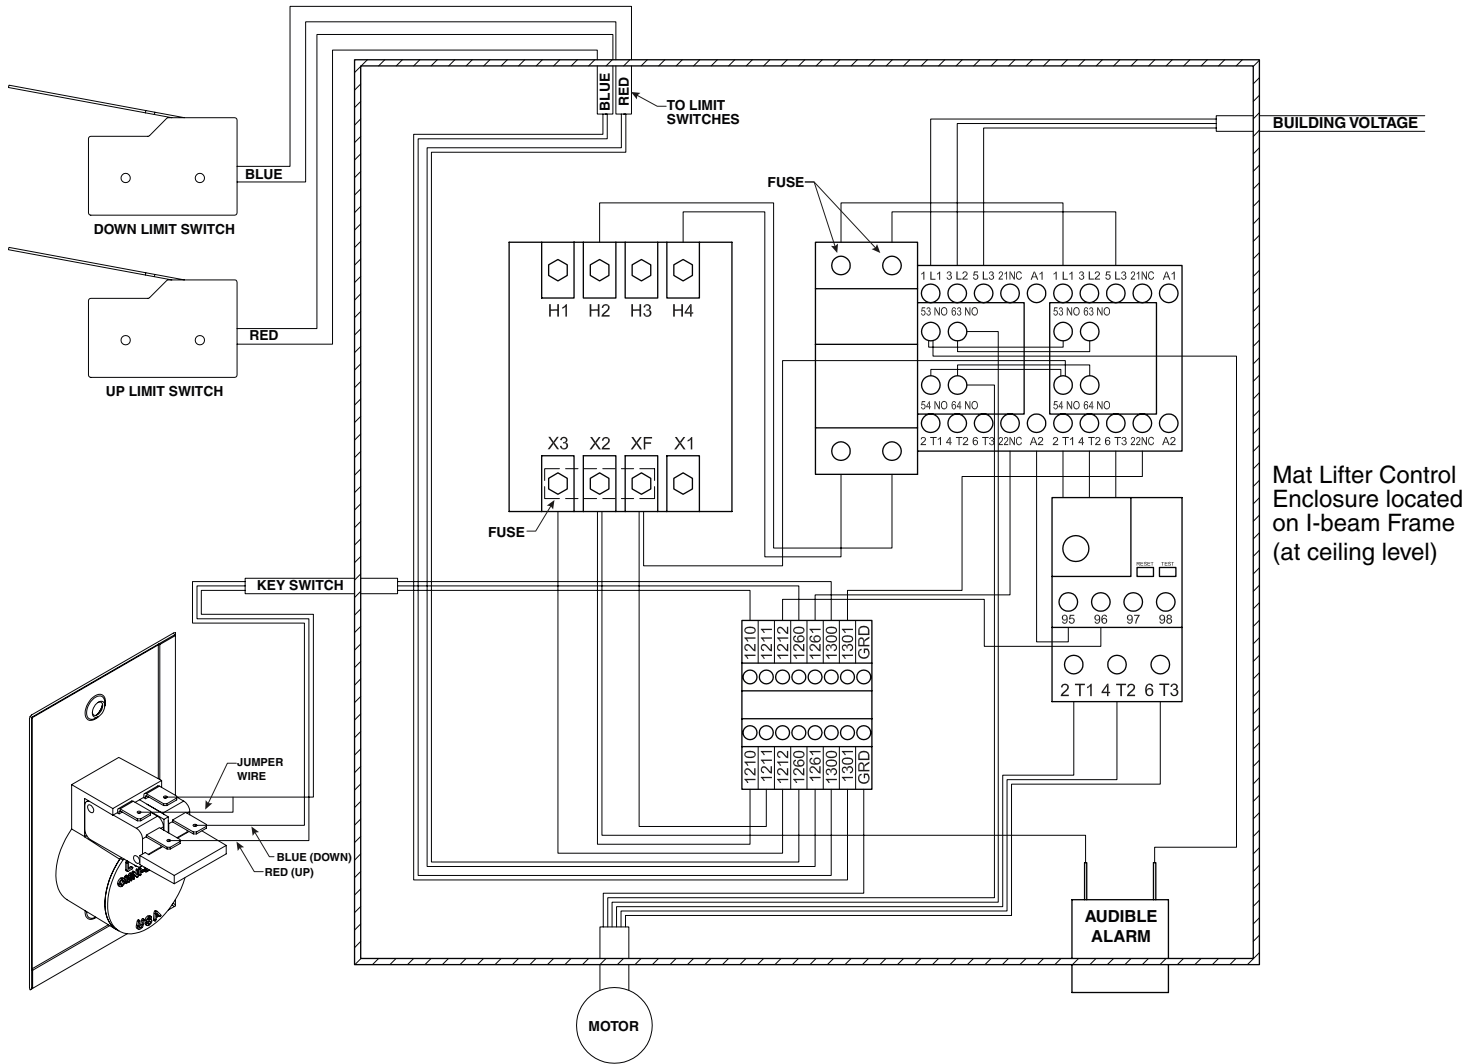 BLUE
RED
TO LIMIT
SWITCHES
BUILDING VOLTAGE
BLUE
DOWN LIMIT SWITCH
RED
UP LIMIT SWITCH
FUSE
H1 H2 H3 H4
X3 X2 XF X1
FUSE
1 L1 3 L2 5 L3 21NC A1 1 L1 3 L2 5 L3 21NC A1
53 NO 63 NO 53 NO 63 NO
54 NO 64 NO 54 NO 64 NO
2 T1 4 T2 6 T3 22NC A2 2 T1 4 T2 6 T3 22NC A2
Mat Lifter Control
Enclosure located
on I-beam Frame
(at ceiling level)
RESET TEST
95 96 97 98
2 T1 4 T2 6 T3
KEY SWITCH
1210 1211 1212 1260 1261 1300 1301 GRD
1210 1211 1212 1260 1261 1300 1301 GRD
JUMPER
WIRE
BLUE (DOWN)
RED (UP)
USA
AUDIBLE
ALARM
MOTOR